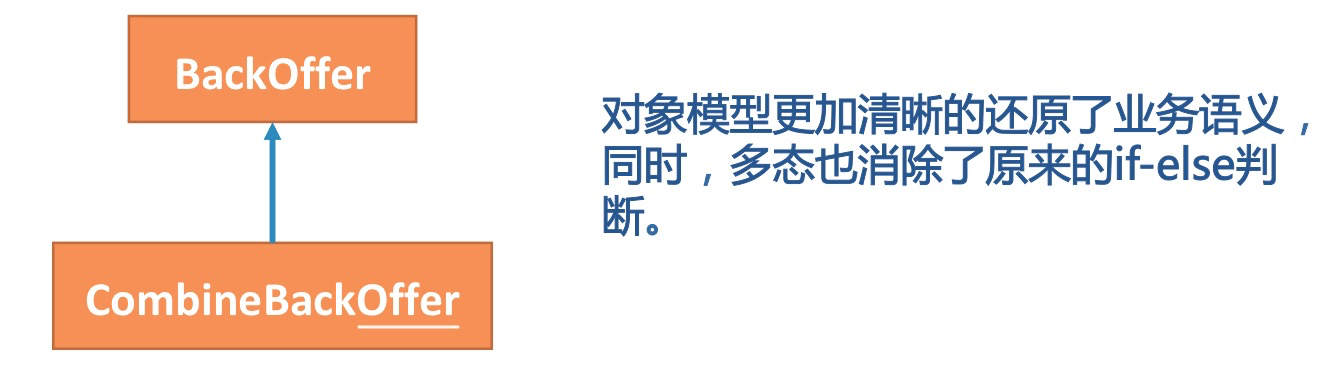 BackOffer
对象模型更加清晰的还原了业务语义，
同时，多态也消除了原来的if-else判
断。
CombineBackOffer